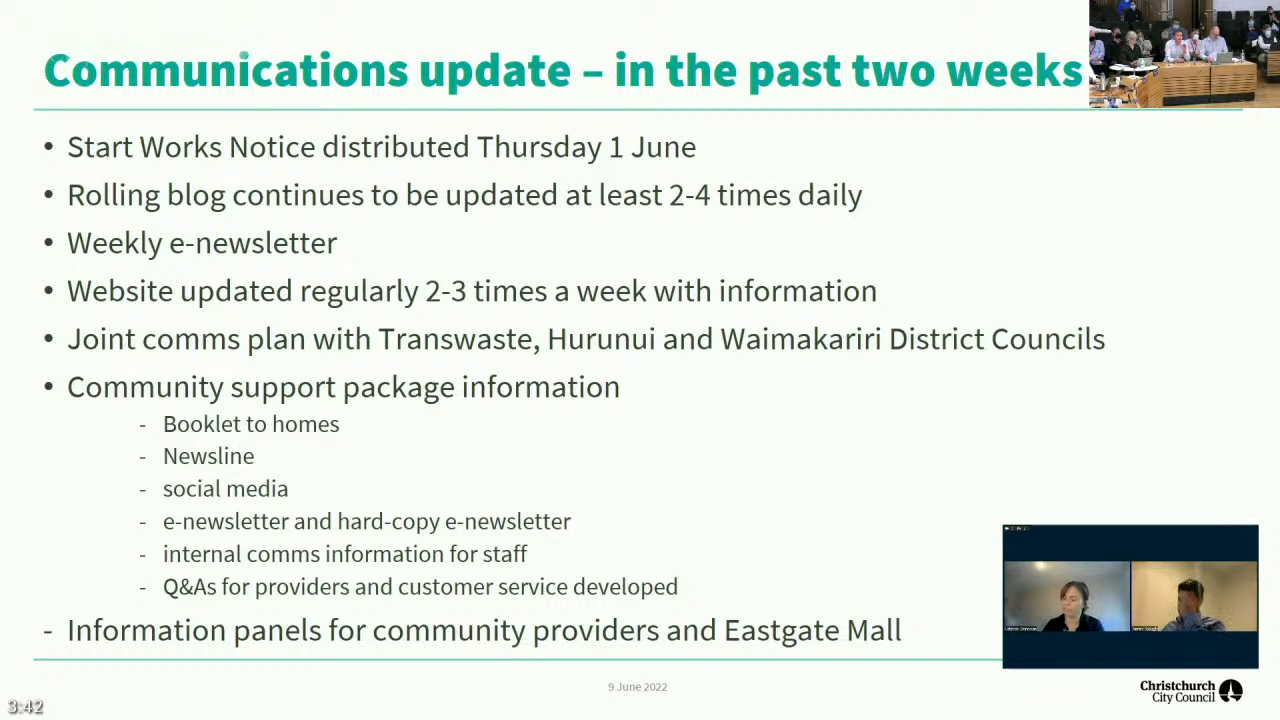 Communications update – in the past two weeks
• Start Works Notice distributed Thursday 1 June
• Rolling blog continues to be updated at least 2-4 times daily
• Weekly e-newsletter
• Website updated regularly 2-3 times a week with information
• Joint comms plan with Transwaste, Hurunui and Waimakariri District Councils
• Community support package information
- Booklet to homes
- Newsline
- social media
- e-newsletter and hard-copy e-newsletter
- internal comms information for staff
- Q&As for providers and customer service developed
- Information panels for community providers and Eastgate Mall
9 June 2022
Christchurch
City Council
3:42